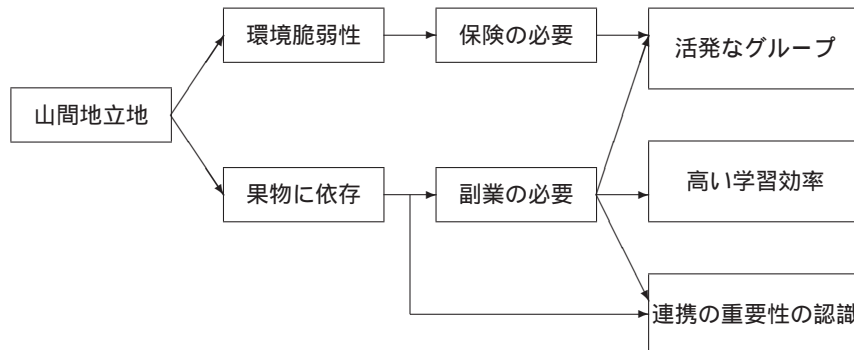 環境脆弱性
保険の必要
活発なグループ
山間地立地
果物に依存
副業の必要
高い学習効率
連携の重要性の認識